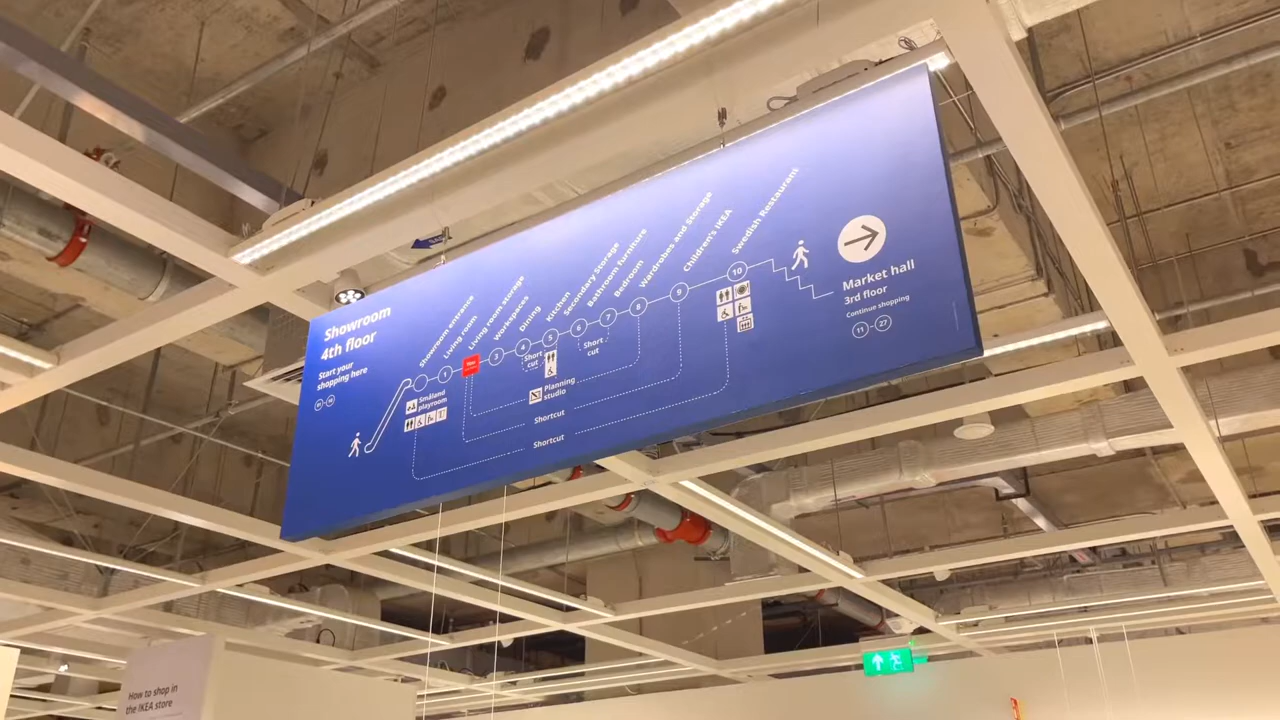 Showroom
4th floor
Start your
shopping here
Showroom entrance
Living room
Living room storage
Workspaces
Dining
Kitchen
Secondary Storage
Bathroom furniture
Bedroom
Wardrobes and Storage
Children's IKEA
Swedish Restaurant
1
3
4
5
6
7
8
9
10
Short
cut
Short
cut
Småland
playroom
Planning
studio
Shortcut
Shortcut
Market hall
3rd floor
Continue shopping
11
27
How to shop in
the IKEA store